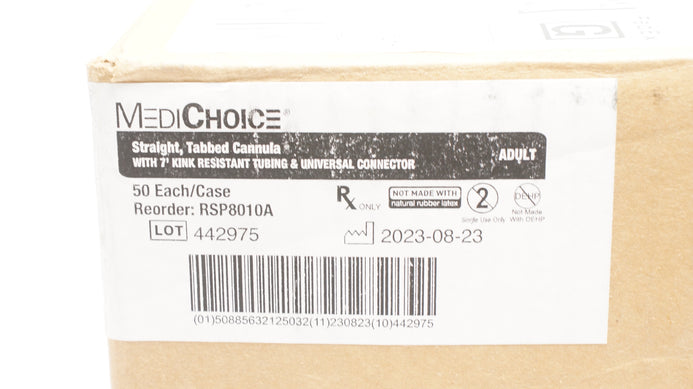 MEDICHOICE®
Straight, Tabbed Cannula
WITH 7' KINK RESISTANT TUBING & UNIVERSAL CONNECTOR
ADULT
50 Each/Case
Reorder: RSP8010A
Rx ONLY
NOT MADE WITH
natural rubber latex
2
Single Use Only
DEHP
Not Made
With DEHP
LOT 442975
2023-08-23
(01)50885632125032(11)230823(10)442975